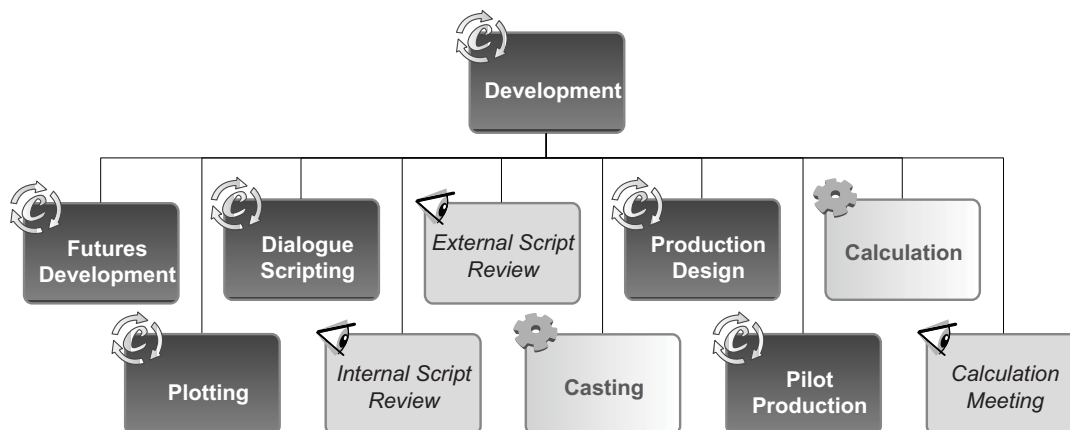 Development
Futures
Development
Dialogue
Scripting
External Script
Review
Production
Design
Calculation
Plotting
Internal Script
Review
Casting
Pilot
Production
Calculation
Meeting